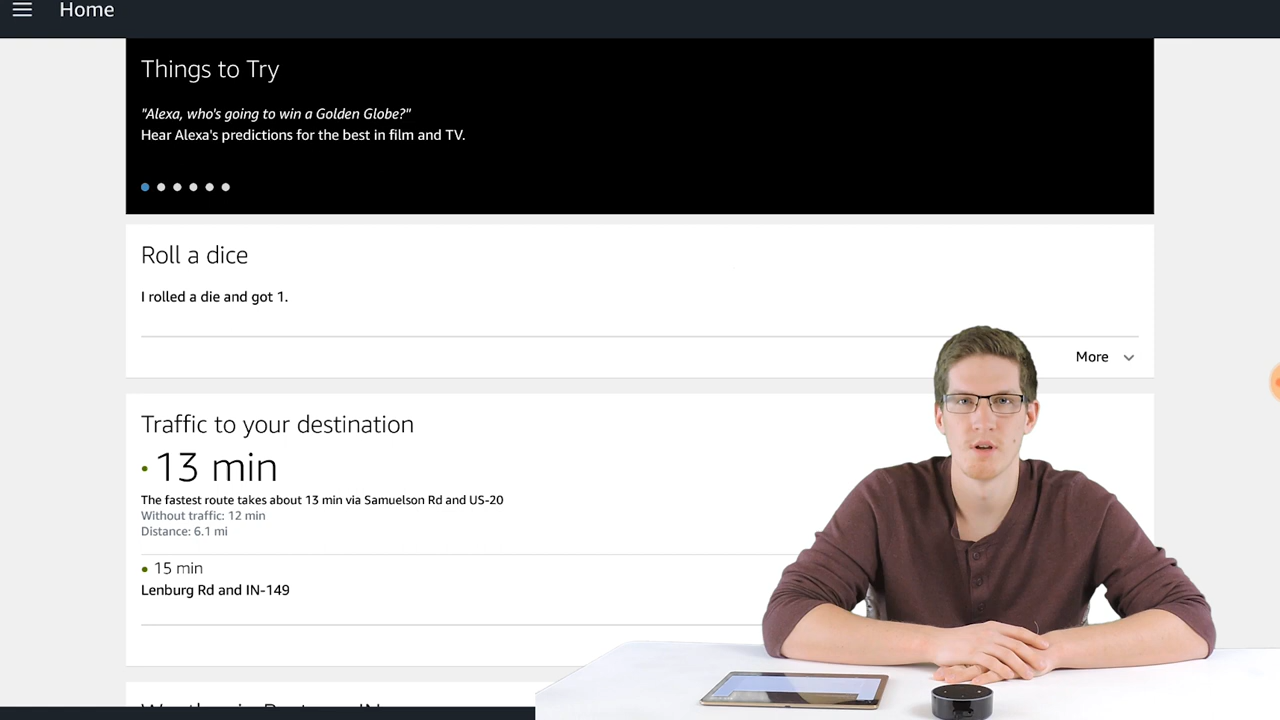 Home
Things to Try
"Alexa, who's going to win a Golden Globe?"
Hear Alexa's predictions for the best in film and TV.
Roll a dice
I rolled a die and got 1.
More
Traffic to your destination
13 min
The fastest route takes about 13 min via Samuelson Rd and US-20
Without traffic: 12 min
Distance: 6.1 mi
15 min
Lenburg Rd and IN-149